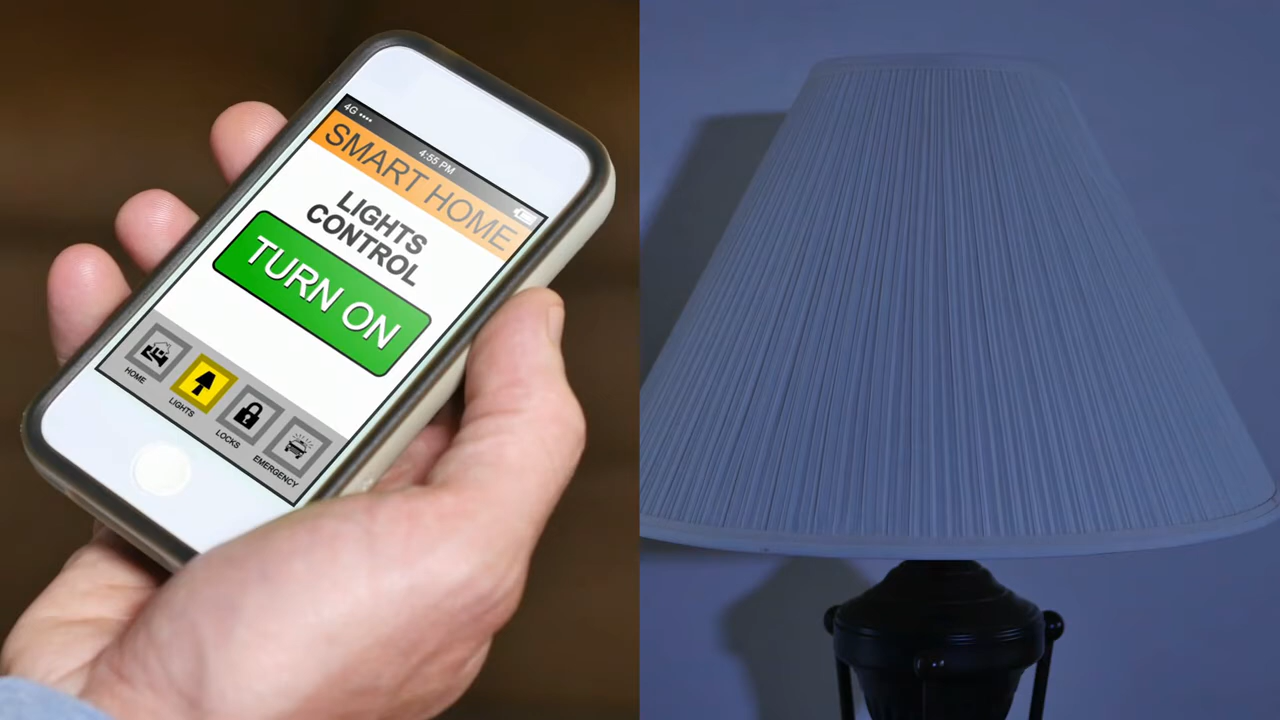 4G
4:55 PM
SMART HOME
LIGHTS
CONTROL
TURN ON
HOME
LIGHTS
LOCKS
EMERGENCY